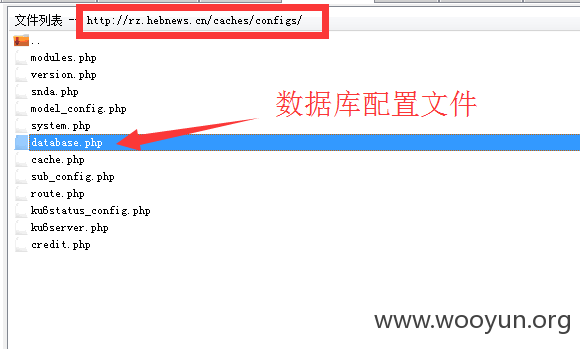 文件列表 -- http://rz.hebnews.cn/caches/configs/
..
modules.php
version.php
snda.php
model_config.php
system.php
database.php
cache.php
sub_config.php
route.php
ku6status_config.php
ku6server.php
credit.php
数据库配置文件
www.wooyun.org